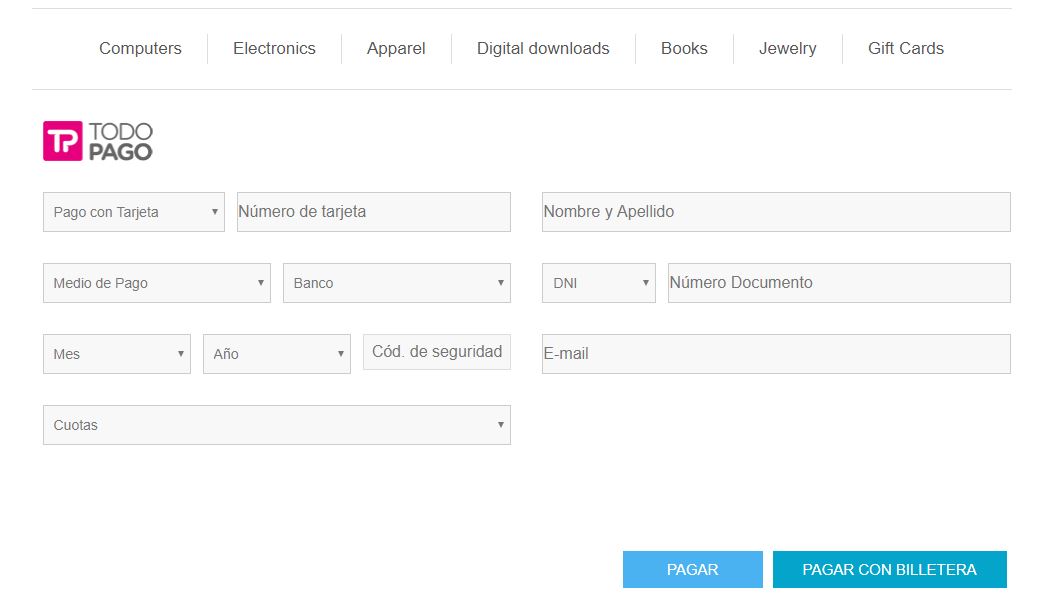 Computers Electronics Apparel Digital downloads Books Jewelry Gift Cards
TP TODO
PAGO
Pago con Tarjeta Número de tarjeta Nombre y Apellido
Medio de Pago Banco DNI Número Documento
Mes Año Cód. de seguridad E-mail
Cuotas
PAGAR PAGAR CON BILLETERA